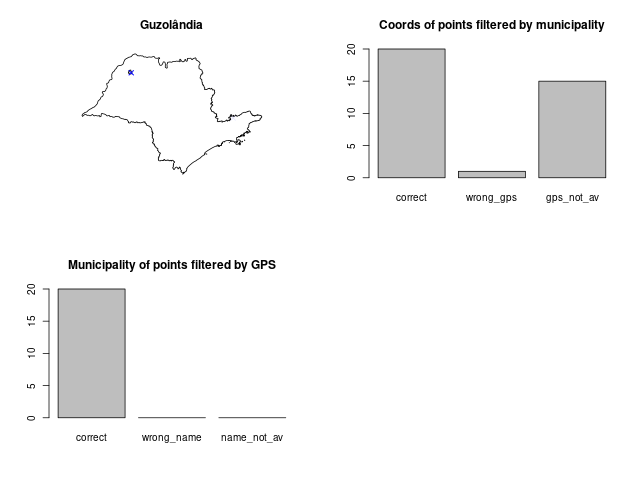 Guzolândia
Coords of points filtered by municipality
20
15
10
5
0
correct
wrong_gps
gps_not_av
Municipality of points filtered by GPS
20
15
10
5
0
correct
wrong_name
name_not_av